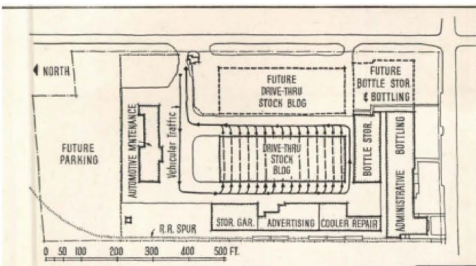 NORTH
FUTURE
DRIVE-THRU
STOCK BLDG
FUTURE
BOTTLE STOR.
& BOTTLING
FUTURE
PARKING
AUTOMOTIVE MNTENANCE
Vehicular Traffic
DRIVE-THRU
STOCK
BLDG
BOTTLE STOR.
BOTTLING
ADMINISTRATIVE
STOR. GAR.
ADVERTISING
COOLER REPAIR
R.R. SPUR
0 50 100 200 300 400 500 FT.